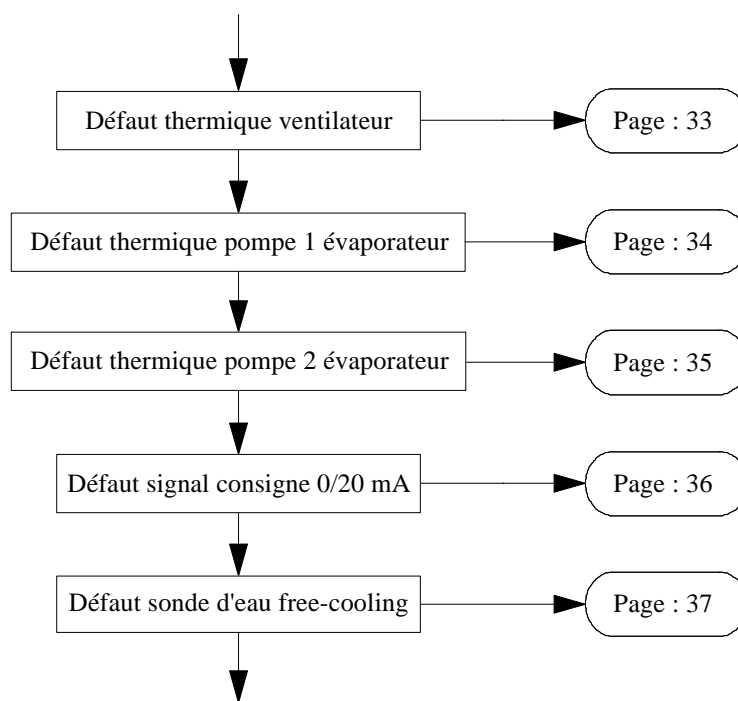 Défaut thermique ventilateur
Page : 33
Défaut thermique pompe 1 évaporateur
Page : 34
Défaut thermique pompe 2 évaporateur
Page : 35
Défaut signal consigne 0/20 mA
Page : 36
Défaut sonde d'eau free-cooling
Page : 37